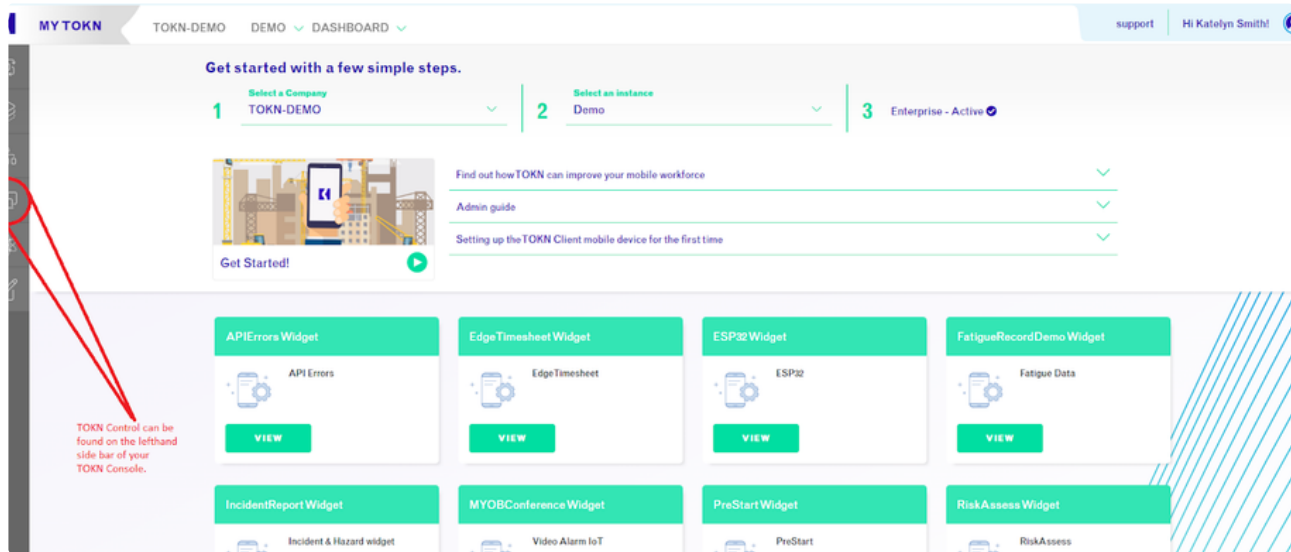 MY TOKN
TOKN-DEMO
DEMO
DASHBOARD
support
Hi Katelyn Smith!
Get started with a few simple steps.
1
Select a Company
TOKN-DEMO
2
Select an instance
Demo
3
Enterprise - Active
Find out how TOKN can improve your mobile workforce
Admin guide
Setting up the TOKN Client mobile device for the first time
Get Started!
APIErrors Widget
API Errors
VIEW
EdgeTimesheet Widget
EdgeTimesheet
VIEW
ESP32 Widget
ESP32
VIEW
FatigueRecordDemo Widget
Fatigue Data
VIEW
TOKN Control can be
found on the lefthand
side bar of your
TOKN Console.
IncidentReport Widget
Incident & Hazard widget
MYOBConference Widget
Video Alarm IoT
PreStart Widget
PreStart
RiskAssess Widget
RiskAssess